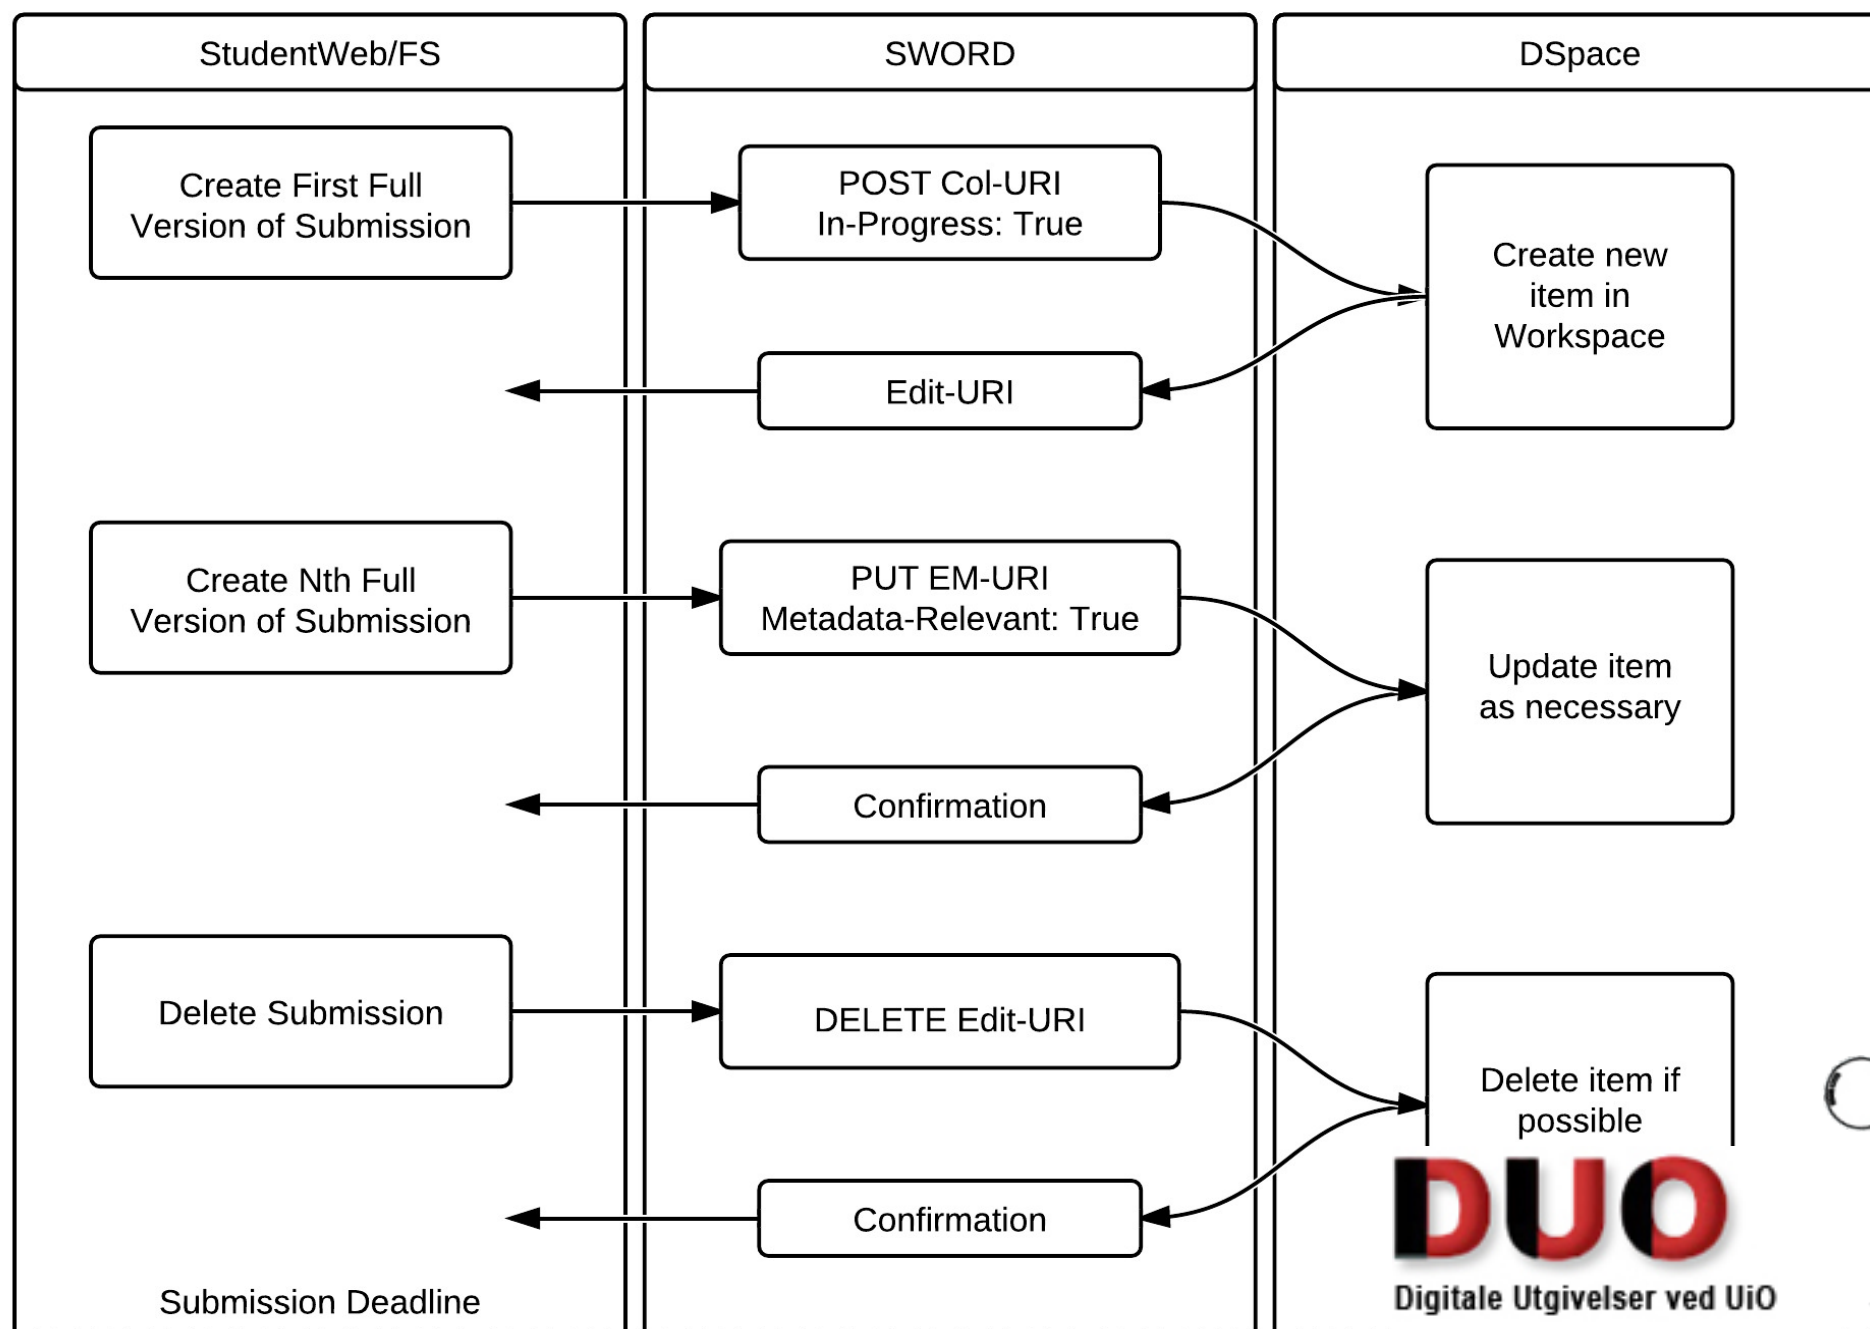 StudentWeb/FS
SWORD
DSpace
Create First Full
Version of Submission
POST Col-URI
In-Progress: True
Create new
item in
Workspace
Edit-URI
Create Nth Full
Version of Submission
PUT EM-URI
Metadata-Relevant: True
Update item
as necessary
Confirmation
Delete Submission
DELETE Edit-URI
Delete item if
possible
Confirmation
DUO
Digitale Utgivelser ved UiO
Submission Deadline